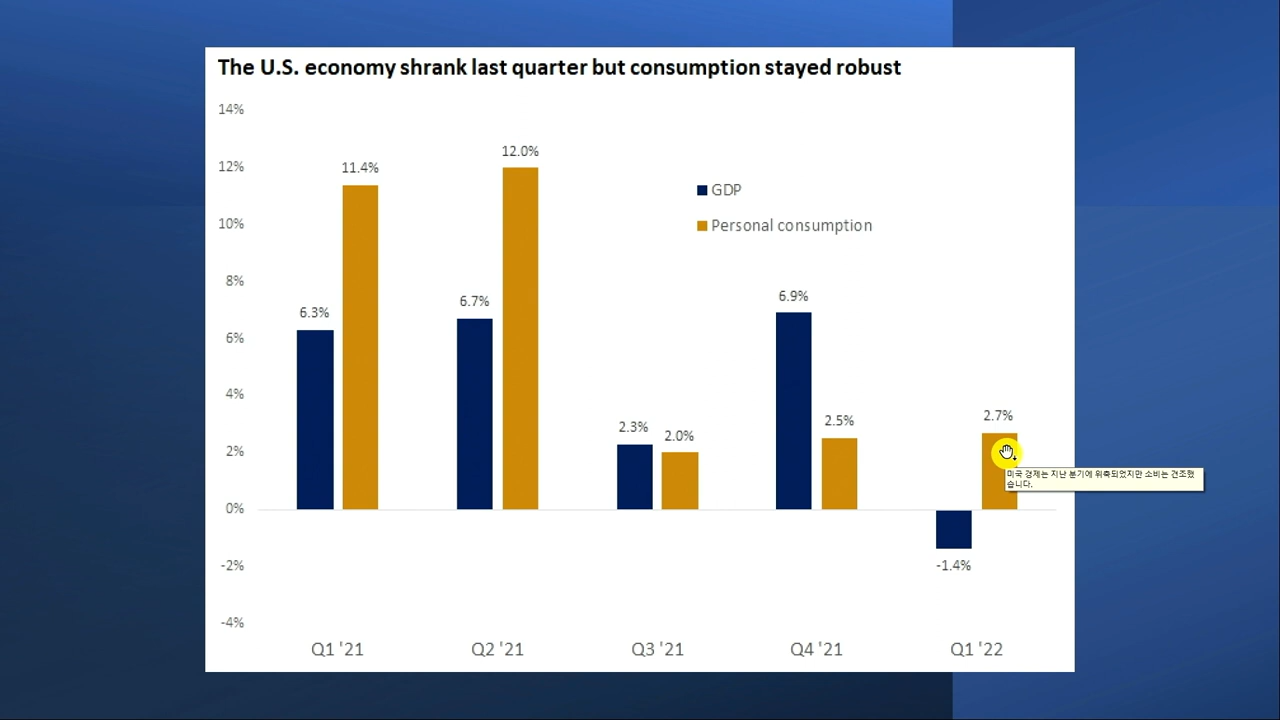 The U.S. economy shrank last quarter but consumption stayed robust
14%
12%
10%
8%
6%
4%
2%
0%
-2%
-4%
GDP
Personal consumption
6.3%
11.4%
6.7%
12.0%
2.3%
2.0%
6.9%
2.5%
-1.4%
2.7%
미국 경제는 지난 분기에 위축되었지만 소비는 견조했
습니다.
Q1 '21
Q2 '21
Q3 '21
Q4 '21
Q1 '22